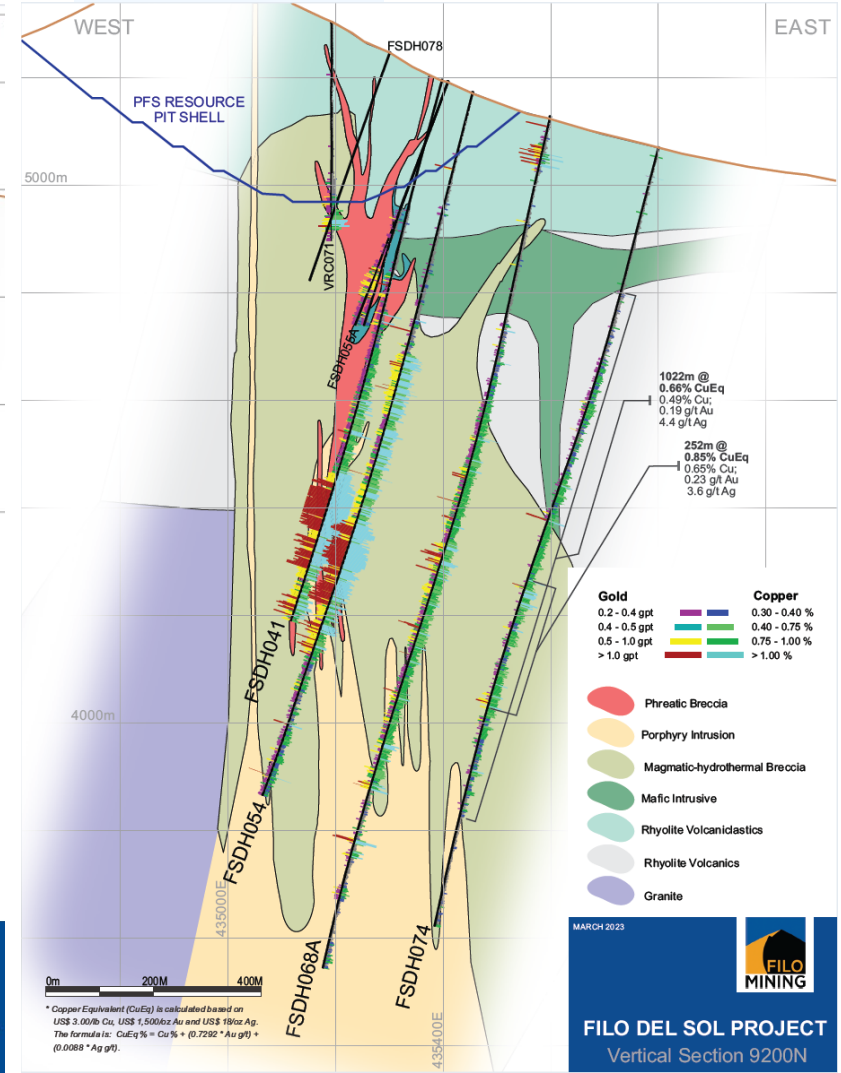 WEST
EAST
FSDH078
PFS RESOURCE
PIT SHELL
5000m
VRC071
FSDH055A
1022m @
0.66% CuEq
0.49% Cu;
0.19 g/t Au
4.4 g/t Ag
252m @
0.85% CuEq
0.65% Cu;
0.23 g/t Au
3.6 g/t Ag
FSDH041
4000m
FSDH054
435000E
FSDH068A
FSDH074
435400E
Gold Copper
0.2 - 0.4 gpt 0.30 - 0.40 %
0.4 - 0.5 gpt 0.40 - 0.75 %
0.5 - 1.0 gpt 0.75 - 1.00 %
> 1.0 gpt > 1.00 %
Phreatic Breccia
Porphyry Intrusion
Magmatic-hydrothermal Breccia
Mafic Intrusive
Rhyolite Volcaniclastics
Rhyolite Volcanics
Granite
0m 200M 400M
* Copper Equivalent (CuEq) is calculated based on
US$ 3.00/lb Cu, US$ 1,500/oz Au and US$ 18/oz Ag.
The formula is: CuEq % = Cu % + (0.7292 * Au g/t) +
(0.0088 * Ag g/t).
MARCH 2023
FILO
MINING
FILO DEL SOL PROJECT
Vertical Section 9200N